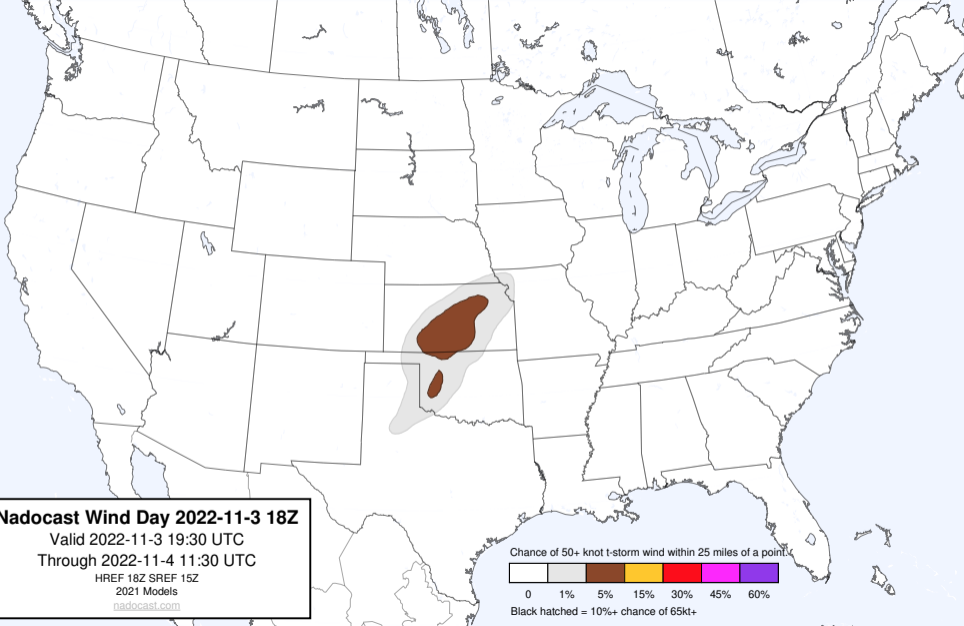 Nadocast Wind Day 2022-11-3 18Z
Valid 2022-11-3 19:30 UTC
Through 2022-11-4 11:30 UTC
HREF 18Z SREF 15Z
2021 Models
nadocast.com
Chance of 50+ knot t-storm wind within 25 miles of a point.
0 1% 5% 15% 30% 45% 60%
Black hatched = 10%+ chance of 65kt+